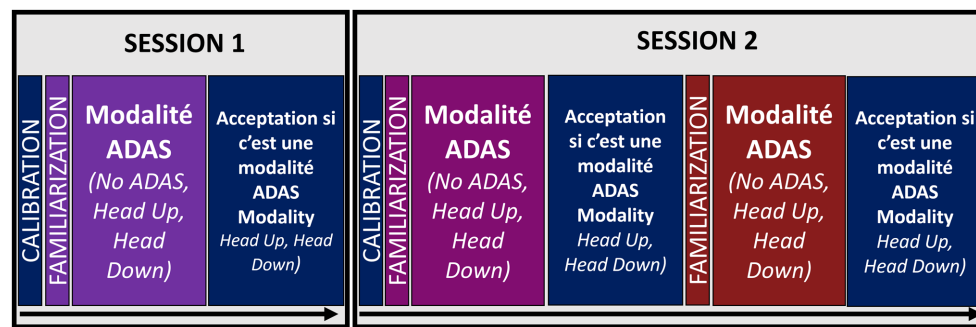 SESSION 1
CALIBRATION
FAMILIARIZATION
Modalité
ADAS
(No ADAS,
Head Up,
Head
Down)
Acceptation si
c'est une
modalité
ADAS
Modality
Head Up, Head
Down)
SESSION 2
CALIBRATION
FAMILIARIZATION
Modalité
ADAS
(No ADAS,
Head Up,
Head
Down)
Acceptation
si c'est une
modalité
ADAS
Modality
Head Up,
Head Down)
FAMILIARIZATION
Modalité
ADAS
(No ADAS,
Head Up,
Head
Down)
Acceptation si
c'est une
modalité
ADAS
Modality
Head Up,
Head Down)